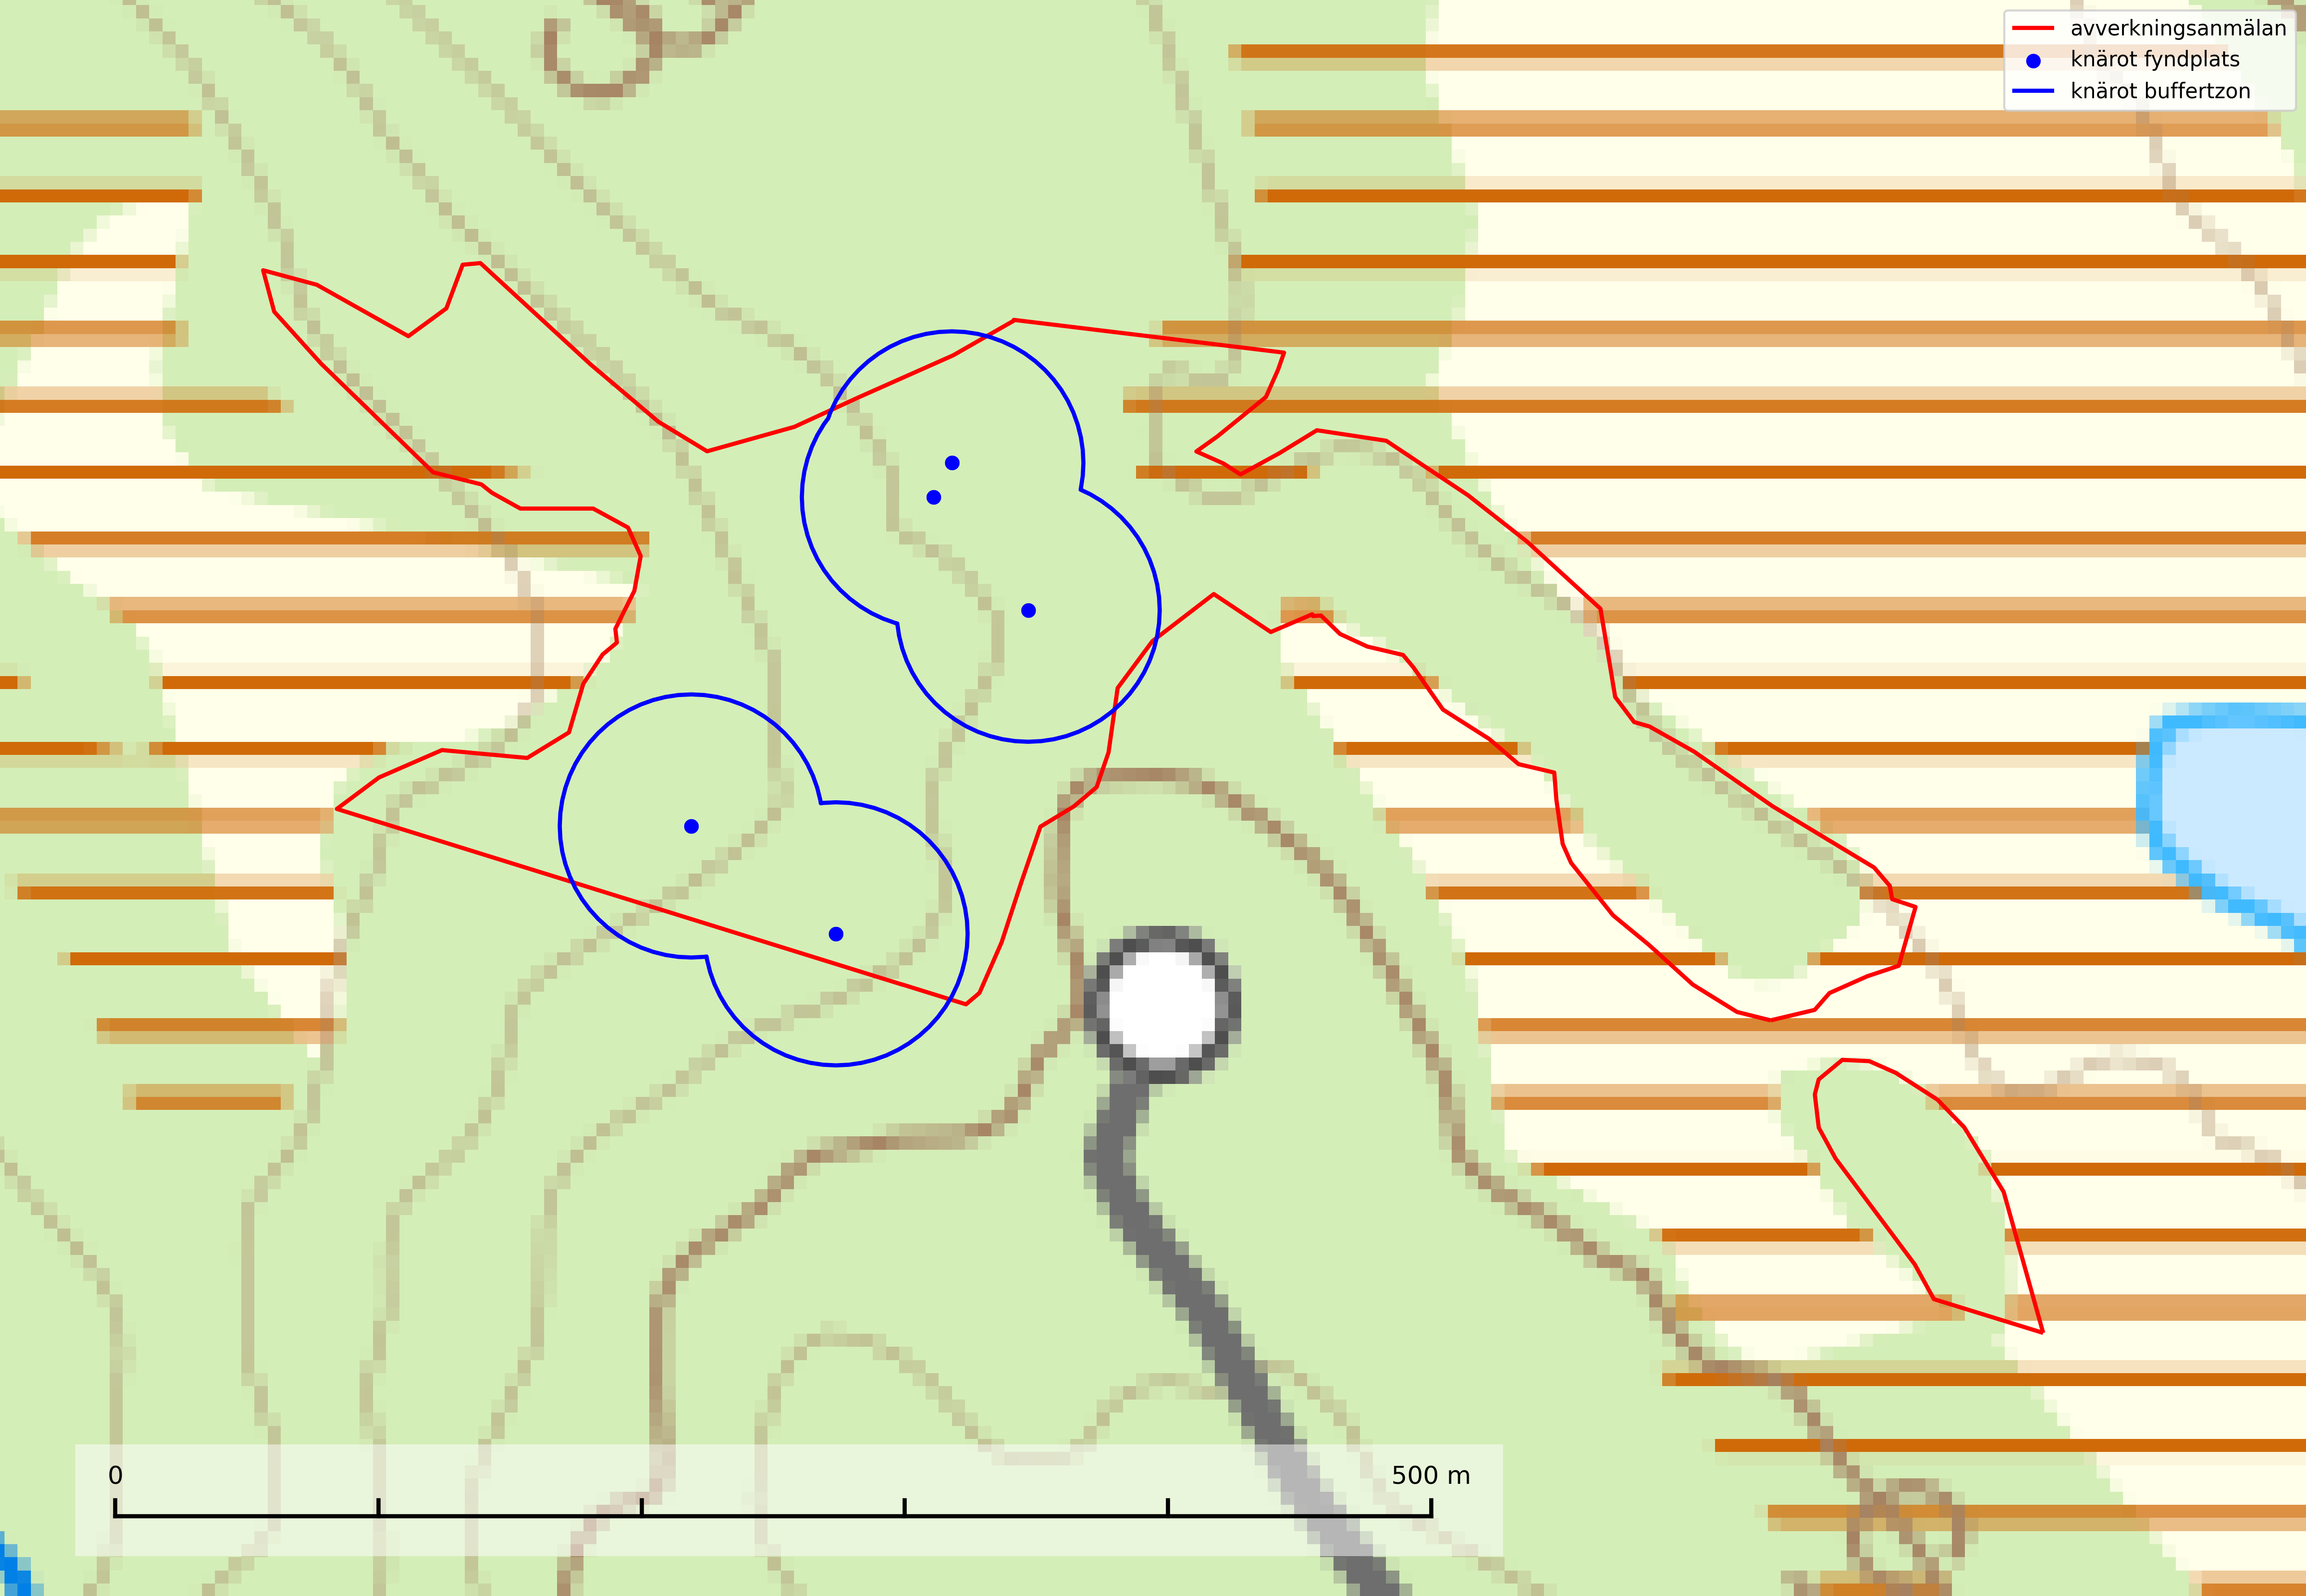 avverkningsanmälan
knärot fyndplats
knärot buffertzon
0 500 m